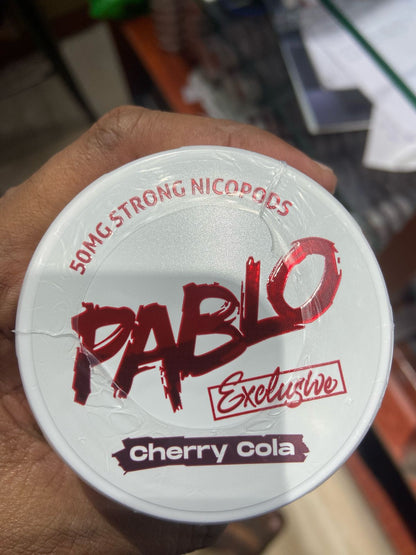 50MG STRONG NICOPODS
PABLO
Exclusive
Cherry Cola